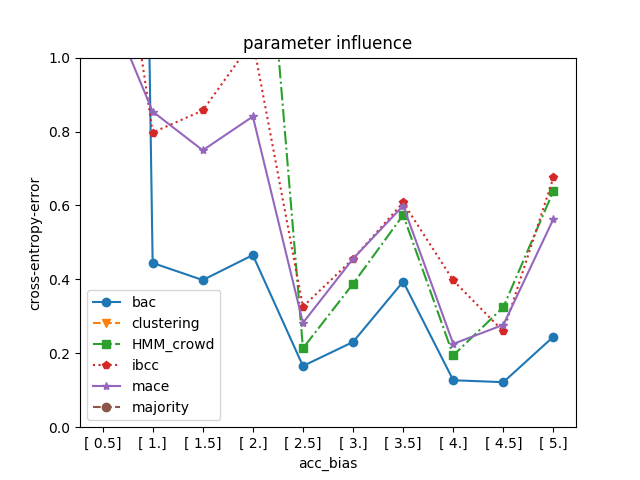 parameter influence
cross-entropy-error
1.0
0.8
0.6
0.4
0.2
0.0
bac
clustering
HMM_crowd
ibcc
mace
majority
[ 0.5] [ 1.] [ 1.5] [ 2.] [ 2.5] [ 3.] [ 3.5] [ 4.] [ 4.5] [ 5.]
acc_bias